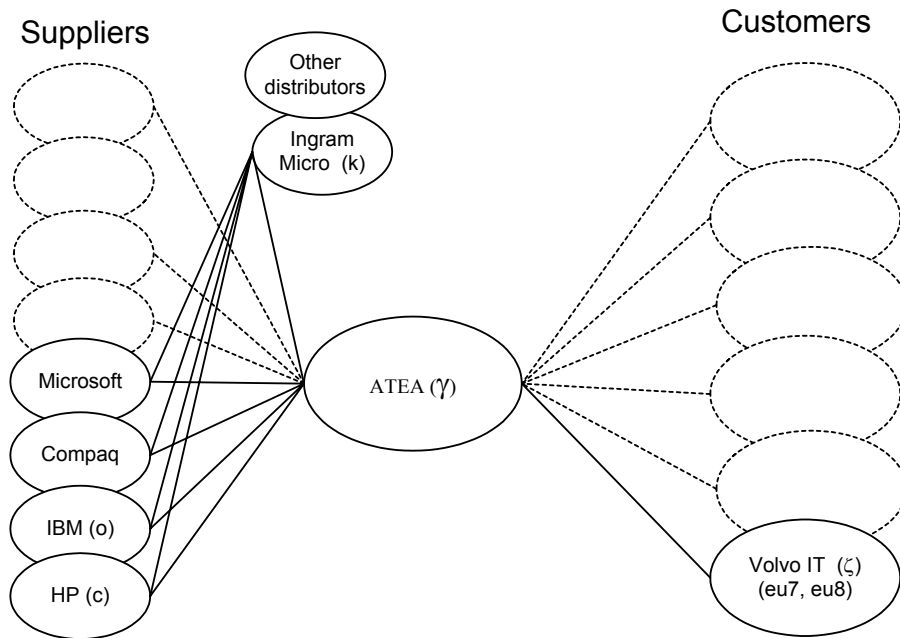 Suppliers
Customers
Other
distributors
Ingram
Micro (k)
Microsoft
ATEA (γ)
Compaq
IBM (o)
HP (c)
Volvo IT (ζ)
(eu7, eu8)